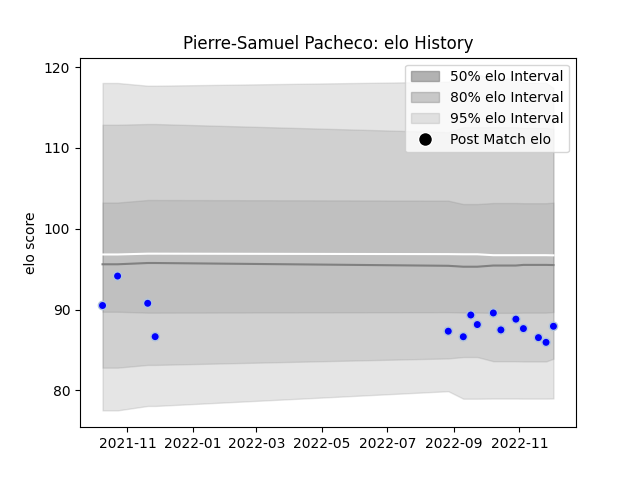 Pierre-Samuel Pacheco: elo History
120
110
100
90
80
elo score
50% elo Interval
80% elo Interval
95% elo Interval
Post Match elo
2021-11
2022-01
2022-03
2022-05
2022-07
2022-09
2022-11